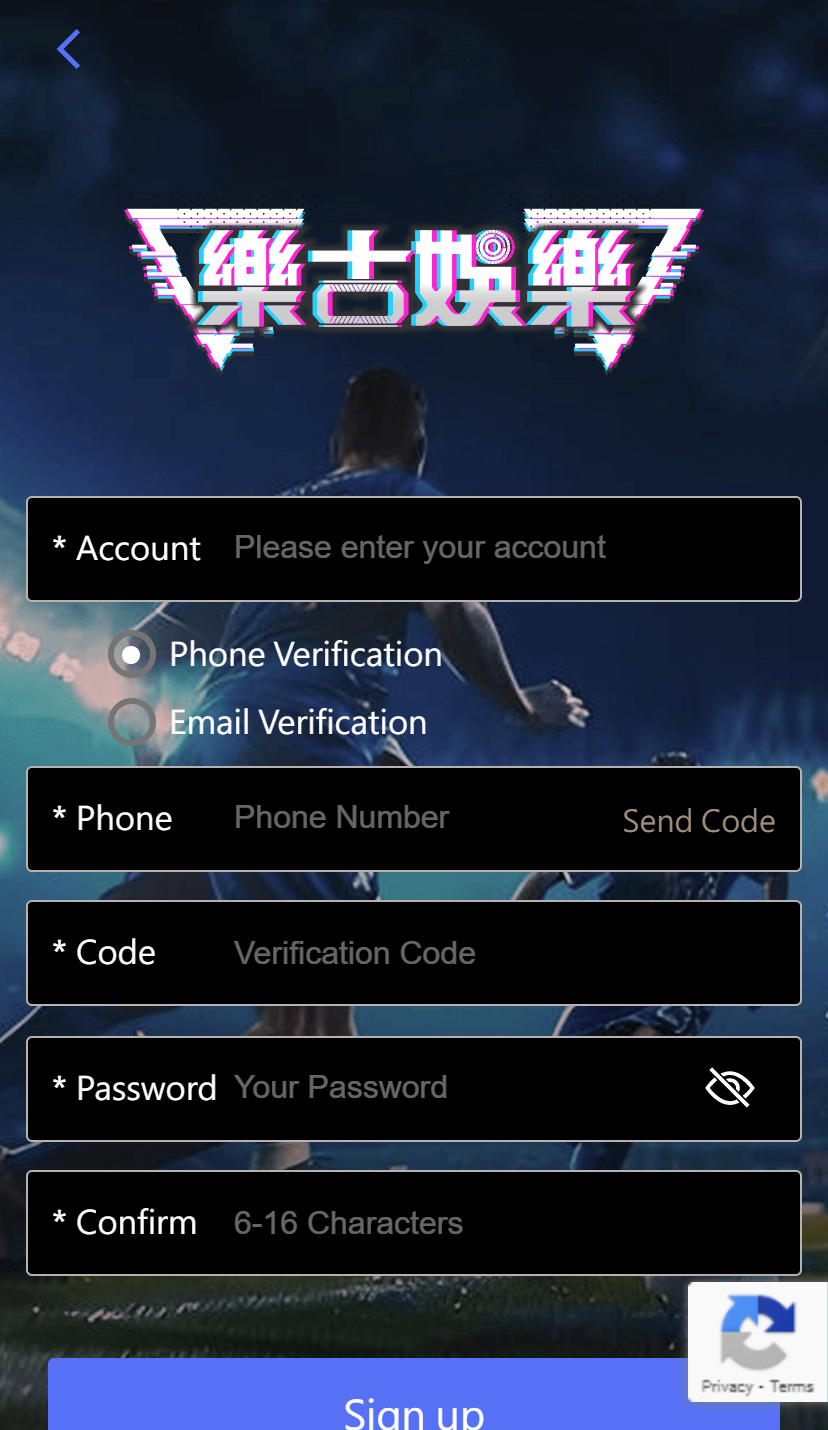 樂吉娛樂
* Account Please enter your account
Phone Verification
Email Verification
* Phone Phone Number Send Code
* Code Verification Code
* Password Your Password
* Confirm 6-16 Characters
Privacy - Terms
Sign up